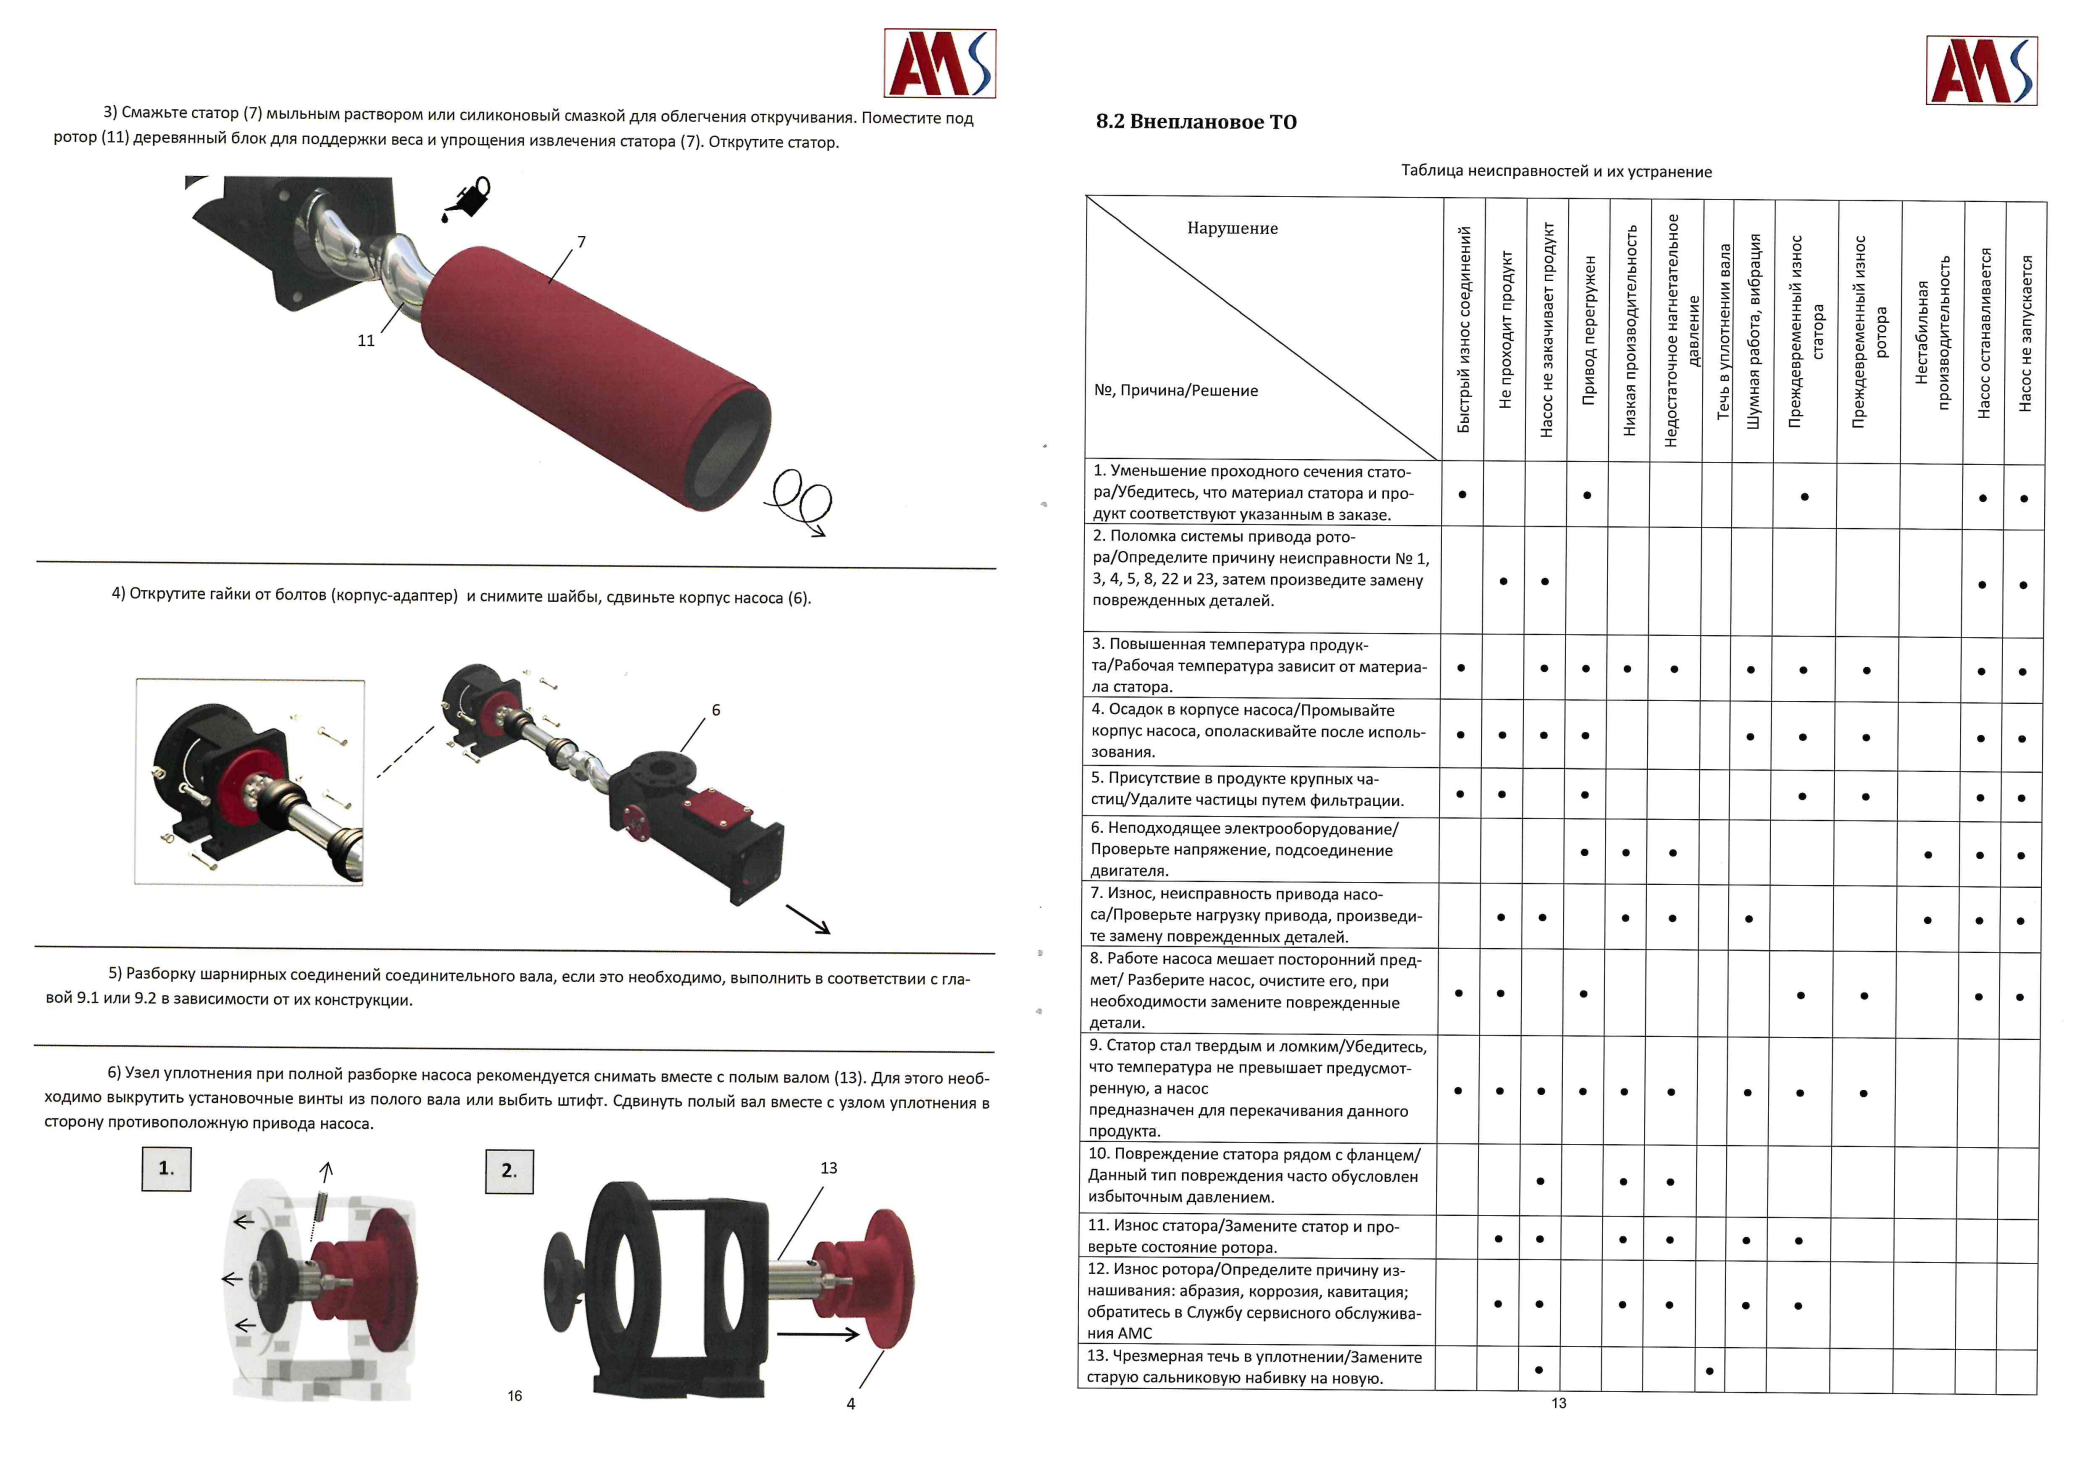 AMS
3) Смажьте статор (7) мыльным раствором или силиконовый смазкой для облегчения откручивания. Поместите под
ротор (11) деревянный блок для поддержки веса и упрощения извлечения статора (7). Открутите статор.
7
11
4) Открутите гайки от болтов (корпус-адаптер)  и снимите шайбы, сдвиньте корпус насоса (6).
6
5) Разборку шарнирных соединений соединительного вала, если это необходимо, выполнить в соответствии с гла-
вой 9.1 или 9.2 в зависимости от их конструкции.
6) Узел уплотнения при полной разборке насоса рекомендуется снимать вместе с полым валом (13). Для этого необ-
ходимо выкрутить установочные винты из полого вала или выбить штифт. Сдвинуть полый вал вместе с узлом уплотнения в
сторону противоположную привода насоса.
1.
2.
13
4
16
AMS
8.2 Внеплановое ТО
Таблица неисправностей и их устранение
Нарушение
№, Причина/Решение
Быстрый износ соединений
Не проходит продукт
Насос не закачивает продукт
Привод перегружен
Низкая производительность
Недостаточное нагнетательное
давление
Течь в уплотнении вала
Шумная работа, вибрация
Преждевременный износ
статора
Преждевременный износ
ротора
Нестабильная
производительность
Насос останавливается
Насос не запускается
1. Уменьшение проходного сечения стато-
ра/Убедитесь, что материал статора и про-
дукт соответствуют указанным в заказе.
• • • • •
2. Поломка системы привода рото-
ра/Определите причину неисправности № 1,
3, 4, 5, 8, 22 и 23, затем произведите замену
поврежденных деталей.
• • • •
3. Повышенная температура продук-
та/Рабочая температура зависит от материа-
ла статора.
• • • • • • • • • •
4. Осадок в корпусе насоса/Промывайте
корпус насоса, ополаскивайте после исполь-
зования.
• • • • • • • • •
5. Присутствие в продукте крупных ча-
стиц/Удалите частицы путем фильтрации.
• • • • • • •
6. Неподходящее электрооборудование/
Проверьте напряжение, подсоединение
двигателя.
• • • • • •
7. Износ, неисправность привода насо-
са/Проверьте нагрузку привода, произведи-
те замену поврежденных деталей.
• • • • • • • •
8. Работе насоса мешает посторонний пред-
мет/ Разберите насос, очистите его, при
необходимости замените поврежденные
детали.
• • • • • • •
9. Статор стал твердым и ломким/Убедитесь,
что температура не превышает предусмот-
ренную, а насос
предназначен для перекачивания данного
продукта.
• • • • • • • • •
10. Повреждение статора рядом с фланцем/
Данный тип повреждения часто обусловлен
избыточным давлением.
• • •
11. Износ статора/Замените статор и про-
верьте состояние ротора.
• • • • • •
12. Износ ротора/Определите причину из-
нашивания: абразия, коррозия, кавитация;
обратитесь в Службу сервисного обслужива-
ния АМС
• • • • • •
13. Чрезмерная течь в уплотнении/Замените
старую сальниковую набивку на новую.
• •
13